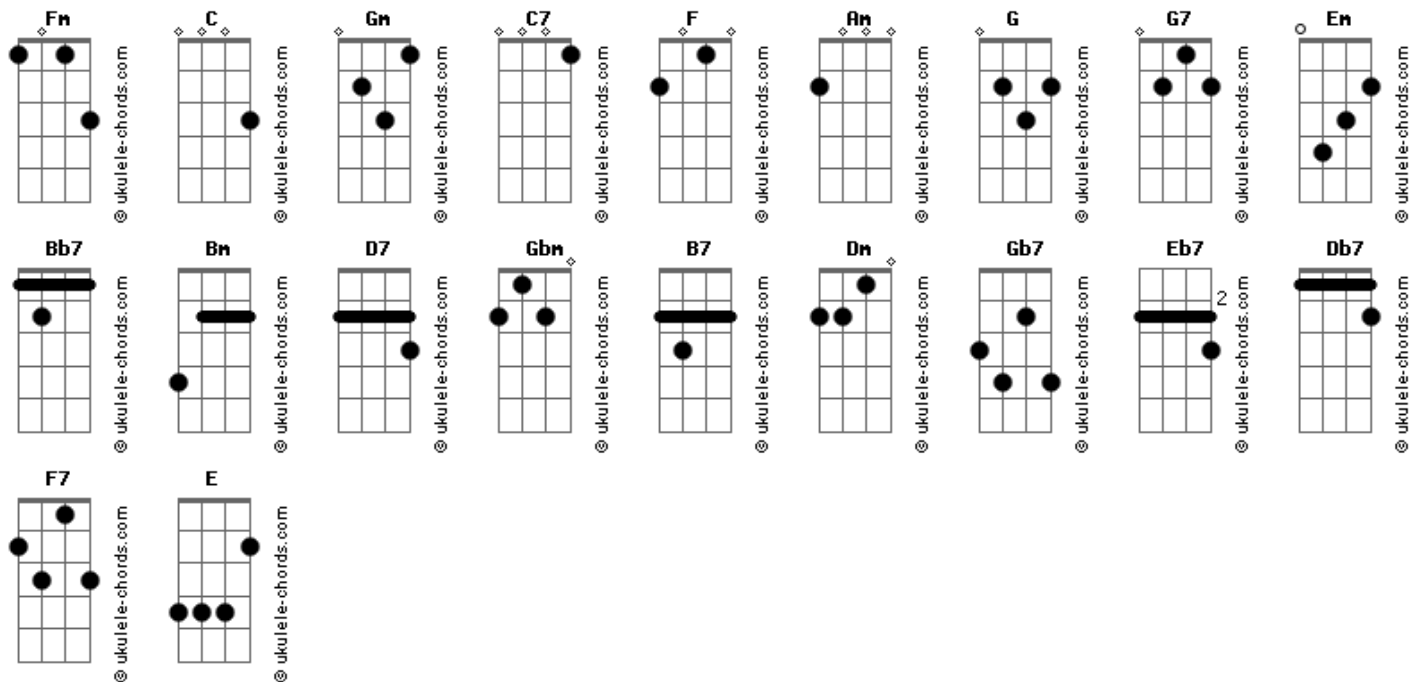 Fm C Gm C7 F Am G G7 Em
© ukulele-chords.com © ukulele-chords.com © ukulele-chords.com © ukulele-chords.com © ukulele-chords.com © ukulele-chords.com © ukulele-chords.com © ukulele-chords.com © ukulele-chords.com
Bb7 Bm D7 Gbm B7 Dm Gb7 Eb7 Db7
2
© ukulele-chords.com © ukulele-chords.com © ukulele-chords.com © ukulele-chords.com © ukulele-chords.com © ukulele-chords.com © ukulele-chords.com © ukulele-chords.com © ukulele-chords.com
F7 E
© ukulele-chords.com © ukulele-chords.com